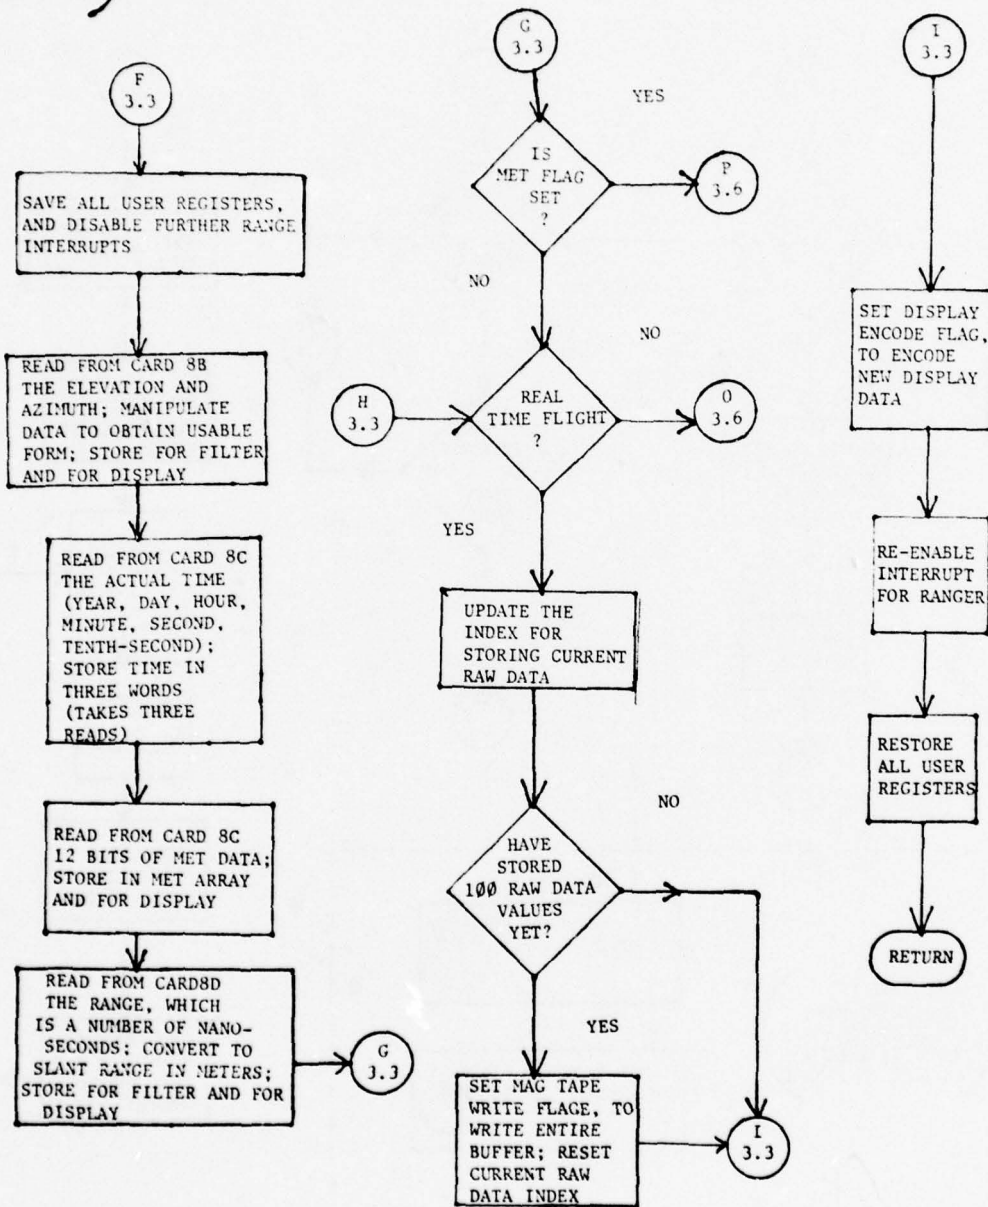 F
3.3
SAVE ALL USER REGISTERS,
AND DISABLE FURTHER RANGE
INTERRUPTS
READ FROM CARD 8B
THE ELEVATION AND
AZIMUTH; MANIPULATE
DATA TO OBTAIN USABLE
FORM; STORE FOR FILTER
AND FOR DISPLAY
READ FROM CARD 8C
THE ACTUAL TIME
(YEAR, DAY, HOUR,
MINUTE, SECOND,
TENTH-SECOND);
STORE TIME IN
THREE WORDS
(TAKES THREE
READS)
READ FROM CARD 8C
12 BITS OF MET DATA;
STORE IN MET ARRAY
AND FOR DISPLAY
READ FROM CARD8D
THE RANGE, WHICH
IS A NUMBER OF NANO-
SECONDS; CONVERT TO
SLANT RANGE IN METERS;
STORE FOR FILTER AND FOR
DISPLAY
G
3.3
G
3.3
IS
MET FLAG
SET
?
YES
P
3.6
NO
H
3.3
REAL
TIME FLIGHT
?
NO
O
3.6
YES
UPDATE THE
INDEX FOR
STORING CURRENT
RAW DATA
HAVE
STORED
1ØØ RAW DATA
VALUES
YET?
NO
YES
SET MAG TAPE
WRITE FLAGE, TO
WRITE ENTIRE
BUFFER; RESET
CURRENT RAW
DATA INDEX
I
3.3
I
3.3
SET DISPLAY
ENCODE FLAG,
TO ENCODE
NEW DISPLAY
DATA
RE-ENABLE
INTERRUPT
FOR RANGER
RESTORE
ALL USER
REGISTERS
RETURN